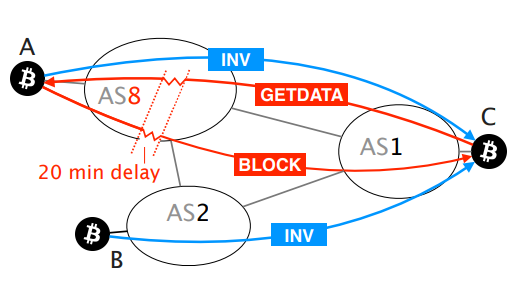 A
INV
AS8
GETDATA
C
AS1
20 min delay
BLOCK
AS2
INV
B